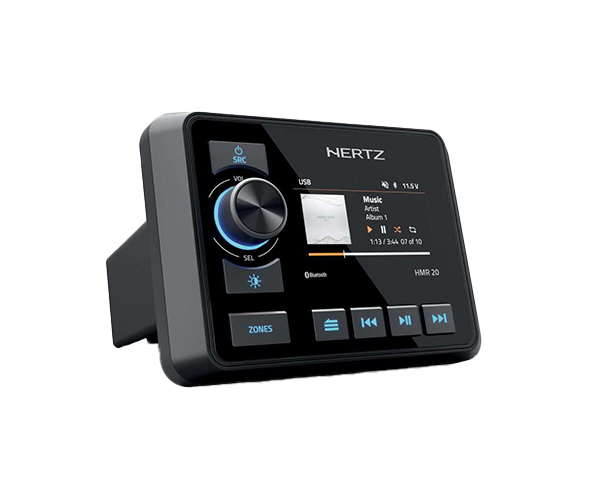 HERTZ
SRC
VOL
SEL
USB
11.5 V
Music
Artist
Album 1
1:13 / 3:44 07 of 10
Bluetooth
HMR 20
ZONES